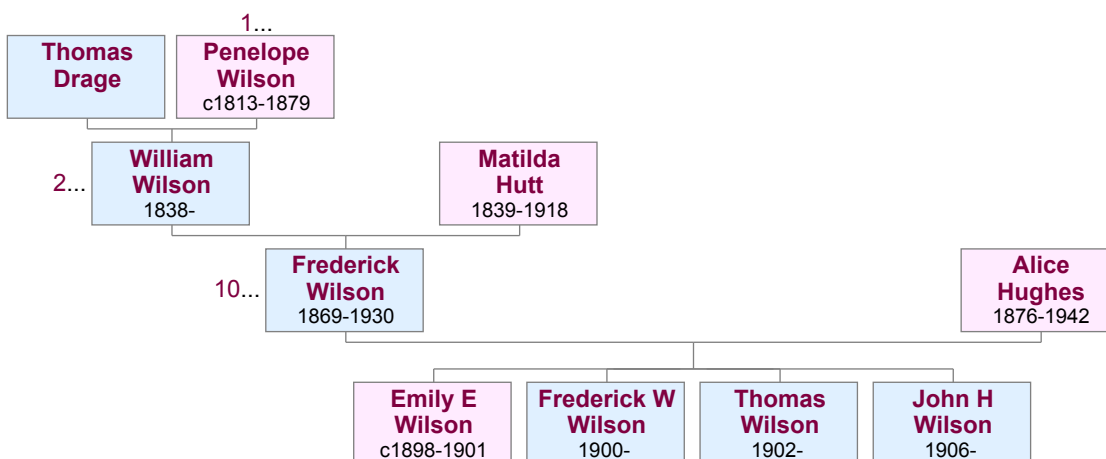 1...
Thomas
Drage
Penelope
Wilson
c1813-1879
2...
William
Wilson
1838-
Matilda
Hutt
1839-1918
10...
Frederick
Wilson
1869-1930
Alice
Hughes
1876-1942
Emily E
Wilson
c1898-1901
Frederick W
Wilson
1900-
Thomas
Wilson
1902-
John H
Wilson
1906-